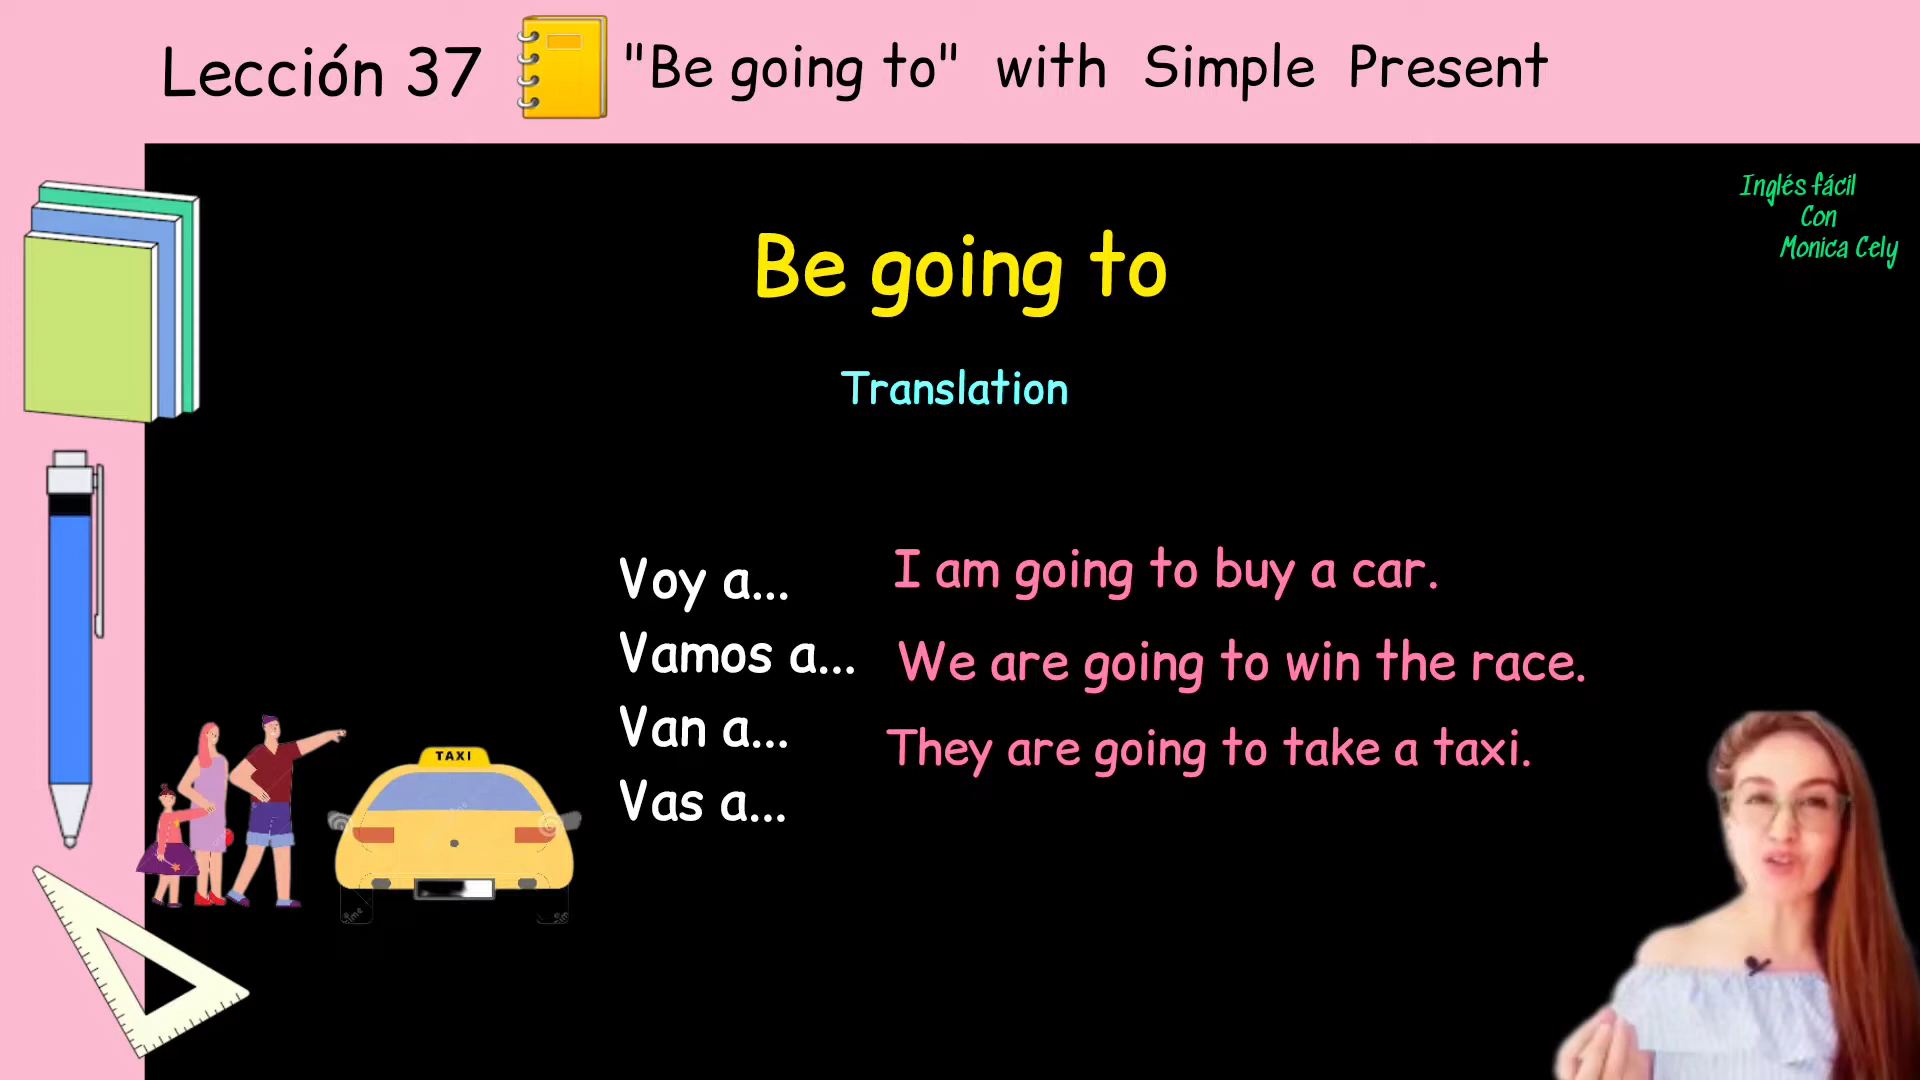 Lección 37 "Be going to" with Simple Present
Inglés fácil
Con
Monica Cely
Be going to
Translation
Voy a... I am going to buy a car.
Vamos a... We are going to win the race.
Van a... They are going to take a taxi.
Vas a...
TAXI